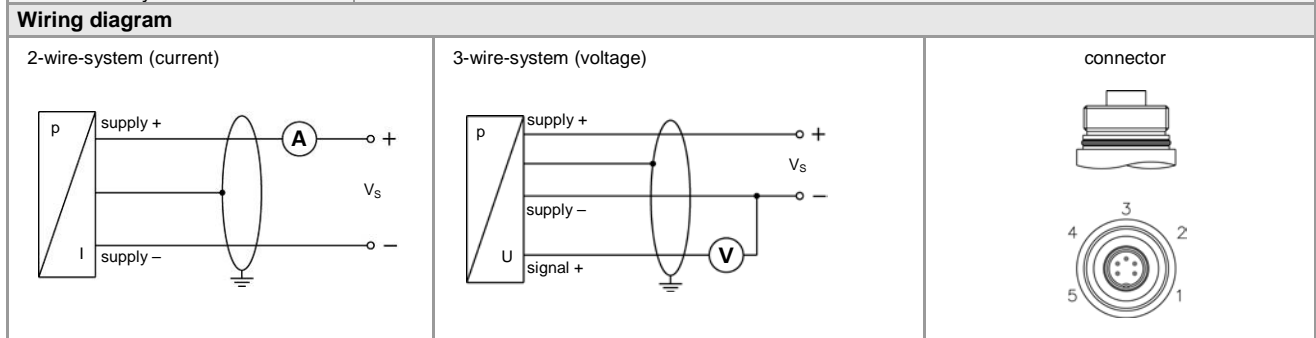 Wiring diagram
2-wire-system (current)
p
supply +
A
+
VS
I
supply –
–
3-wire-system (voltage)
p
supply +
+
VS
supply –
–
U
signal +
V
connector
3
4
2
5
1